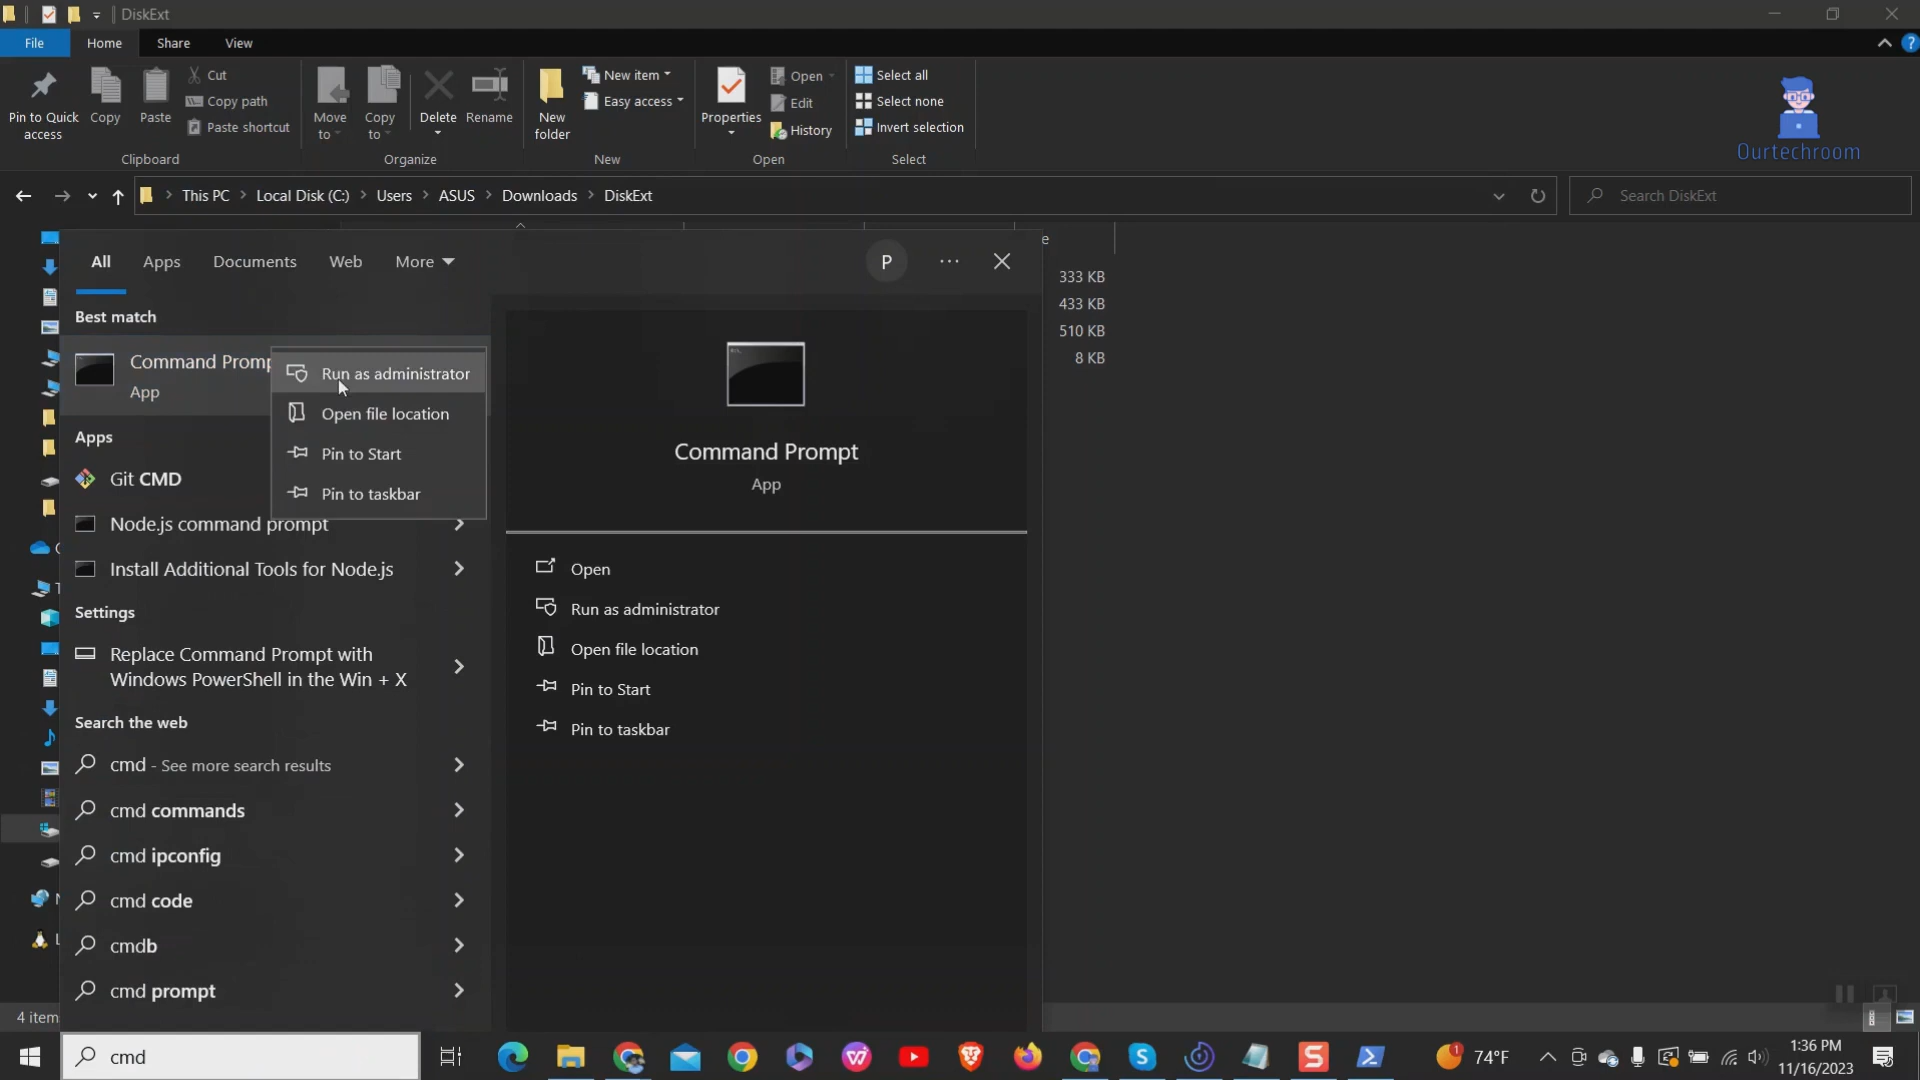 DiskExt
File
Home
Share
View
Pin to Quick
access
Copy
Paste
Cut
Copy path
Paste shortcut
Clipboard
Move
to
Copy
to
Delete
Rename
Organize
New
folder
New item
Easy access
New
Properties
Open
Edit
History
Open
Select all
Select none
Invert selection
Select
Ourtechroom
This PC
Local Disk (C:)
Users
ASUS
Downloads
DiskExt
Search DiskExt
All
Apps
Documents
Web
More
P
e
333 KB
433 KB
510 KB
8 KB
Best match
Command Promp
App
Run as administrator
Open file location
Pin to Start
Pin to taskbar
Apps
Git CMD
Node.js command prompt
Install Additional Tools for Node.js
Settings
Replace Command Prompt with
Windows PowerShell in the Win + X
Search the web
cmd - See more search results
cmd commands
cmd ipconfig
cmd code
cmdb
cmd prompt
Command Prompt
App
Open
Run as administrator
Open file location
Pin to Start
Pin to taskbar
4 item
cmd
1
74°F
1:36 PM
11/16/2023